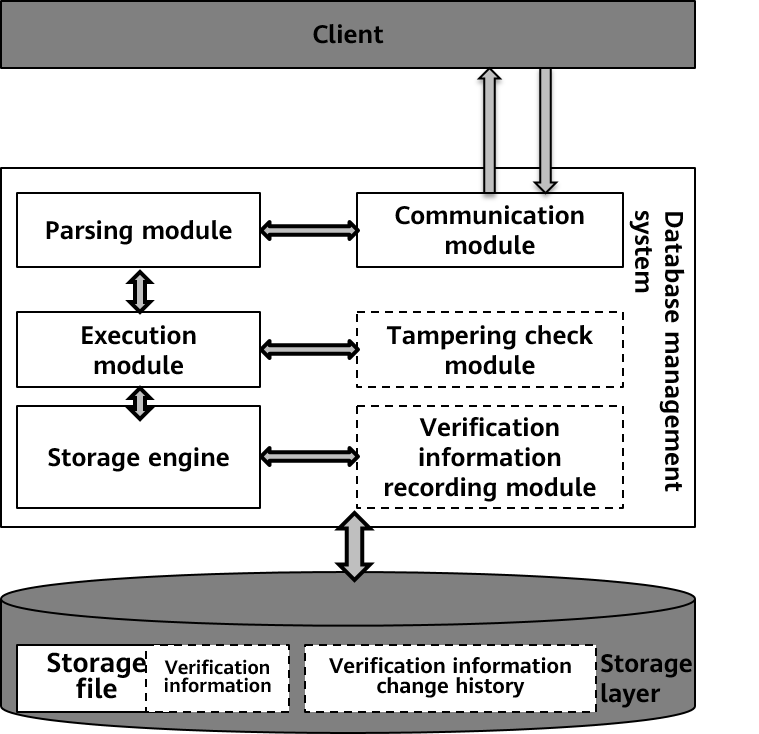 Client
Parsing module
Communication
module
Database management
system
Execution
module
Tampering check
module
Storage engine
Verification
information
recording module
Storage
file
Verification
information
Verification information
change history
Storage
layer